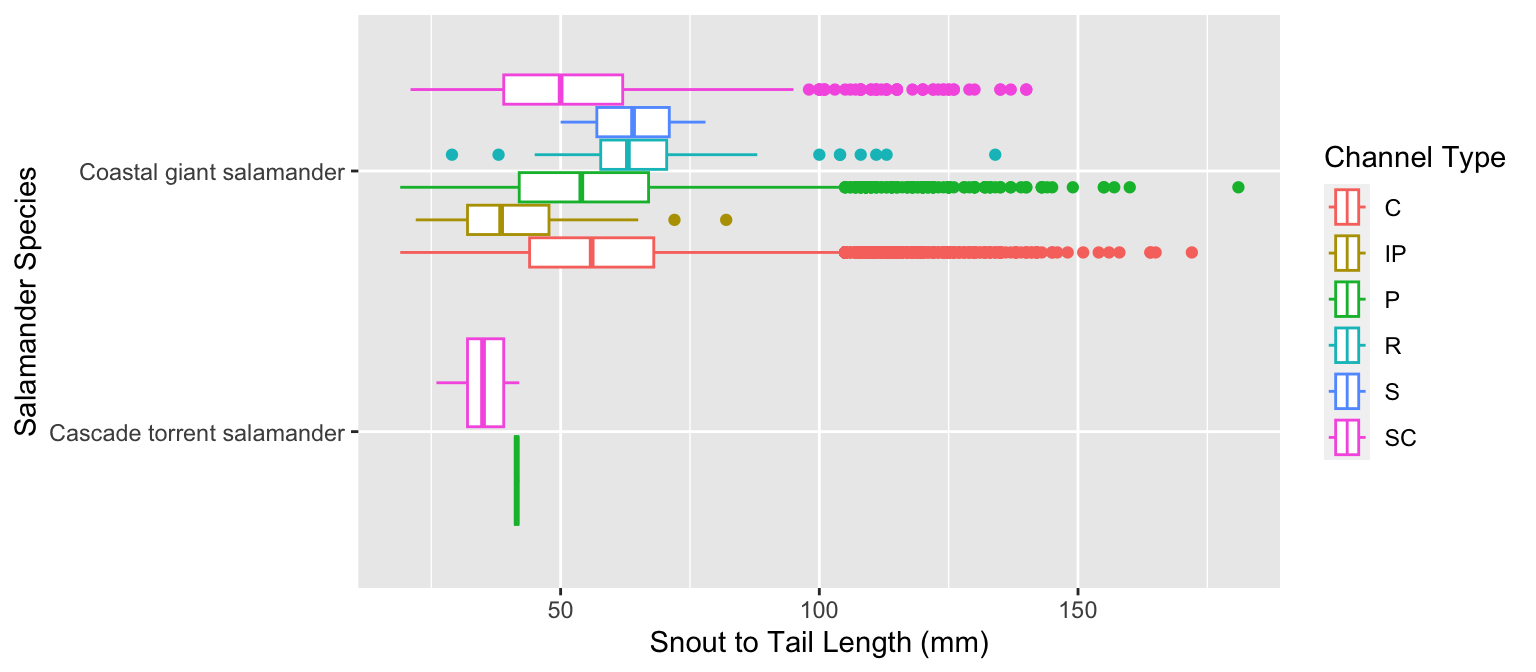 Salamander Species
Coastal giant salamander
Cascade torrent salamander
50
100
150
Snout to Tail Length (mm)
Channel Type
C
IP
P
R
S
SC